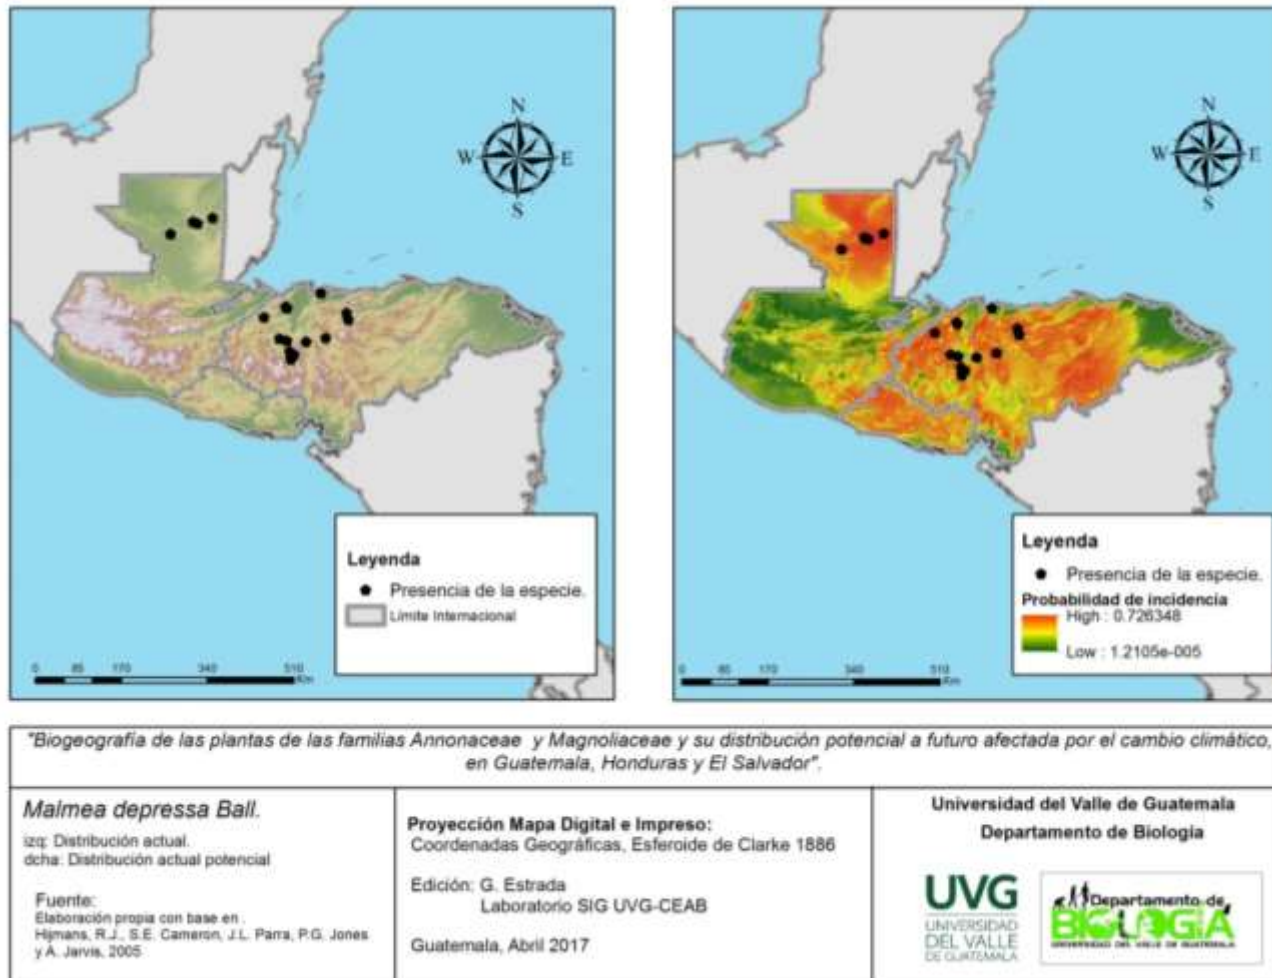 N
W E
S
Leyenda
Presencia de la especie.
Límite Internacional
0 85 170 340 510
Km
N
W E
S
Leyenda
Presencia de la especie.
Probabilidad de incidencia
High : 0.726348
Low : 1.2105e-005
0 85 170 340 510
Km
"Biogeografía de las plantas de las familias Annonaceae y Magnoliaceae y su distribución potencial a futuro afectada por el cambio climático,
en Guatemala, Honduras y El Salvador".
Malmea depressa Ball.
izq: Distribución actual.
dcha: Distribución actual potencial
Fuente:
Elaboración propia con base en .
Hijmans, R.J., S.E. Cameron, J.L. Parra, P.G. Jones
y A. Jarvis, 2005
Proyección Mapa Digital e Impreso:
Coordenadas Geográficas, Esferoide de Clarke 1886
Edición: G. Estrada
Laboratorio SIG UVG-CEAB
Guatemala, Abril 2017
Universidad del Valle de Guatemala
Departamento de Biología
UVG
UNIVERSIDAD
DEL VALLE
DE GUATEMALA
Departamento de
BIOLOGIA
UNIVERSIDAD DEL VALLE DE GUATEMALA